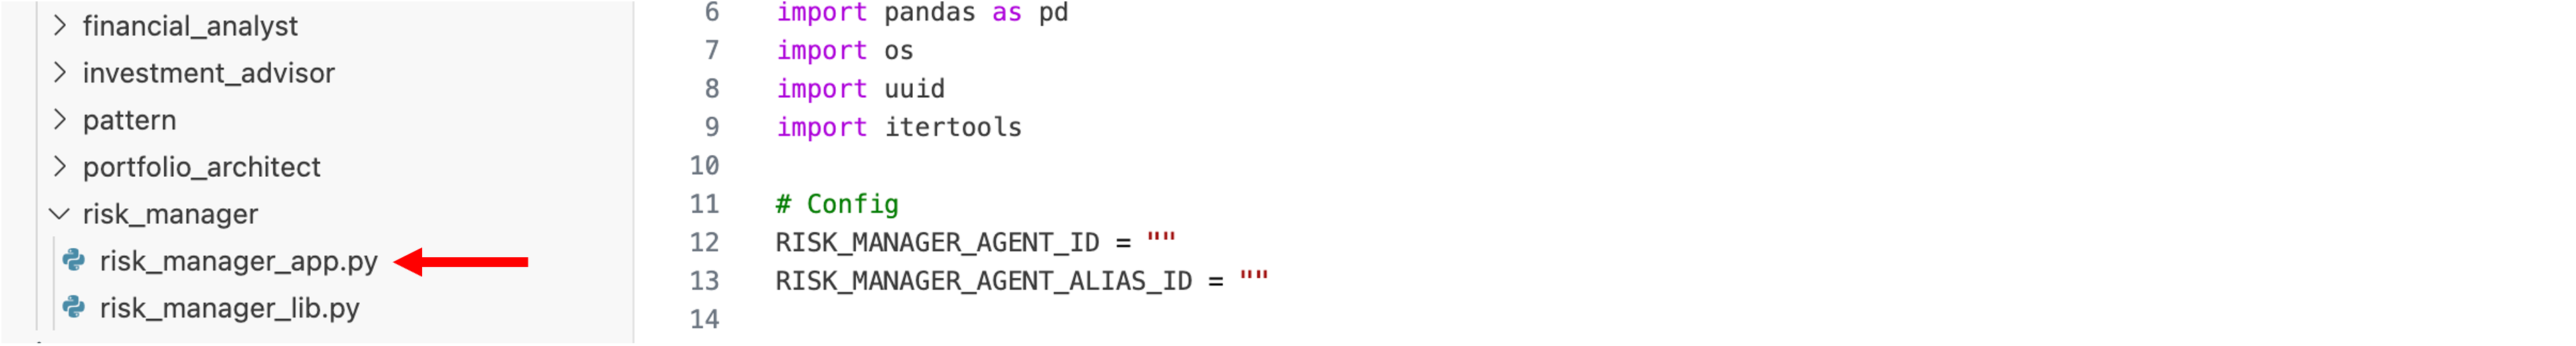 financial_analyst
investment_advisor
pattern
portfolio_architect
risk_manager
risk_manager_app.py
risk_manager_lib.py
6 import pandas as pd
7 import os
8 import uuid
9 import itertools
10
11 # Config
12 RISK_MANAGER_AGENT_ID = ""
13 RISK_MANAGER_AGENT_ALIAS_ID = ""
14